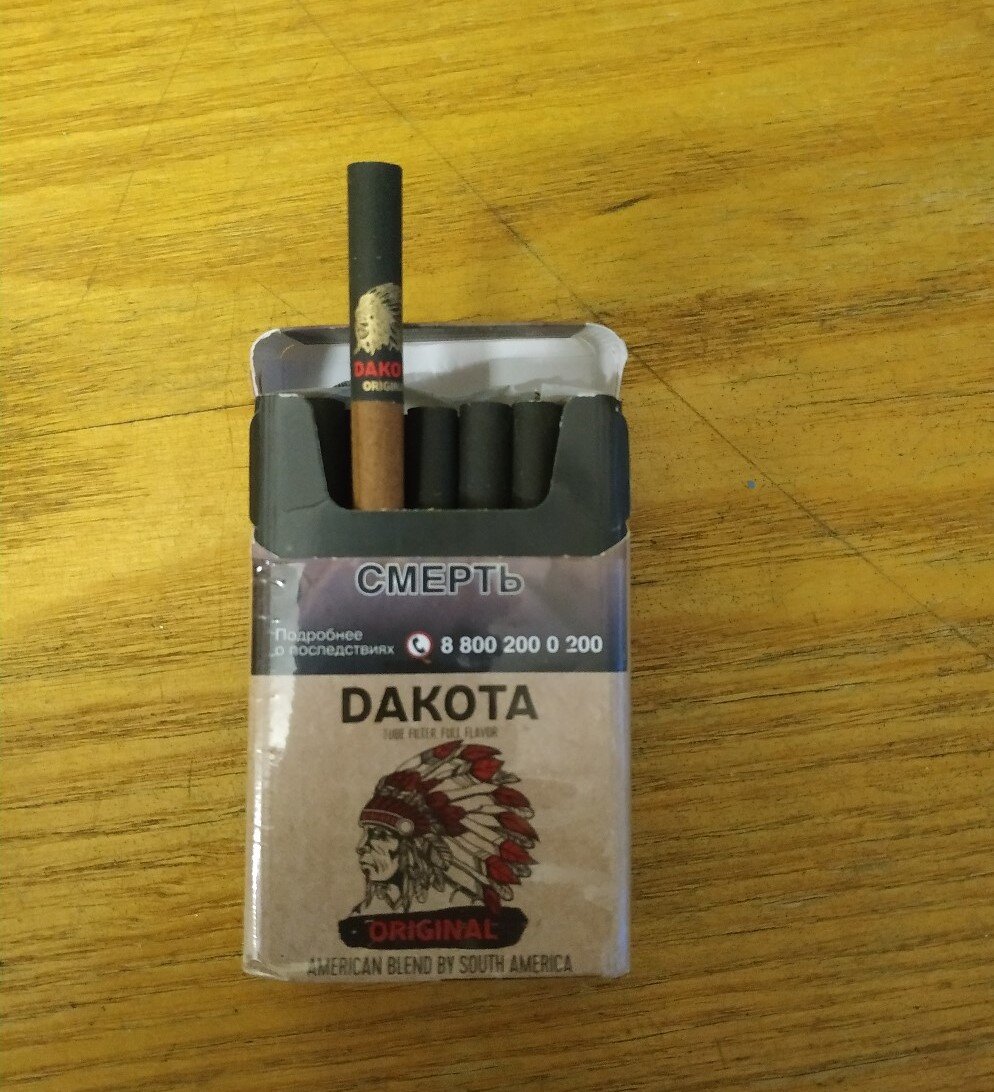 DAKO
ORIGIN
СМЕРТЬ
Подробнее
о последствиях 8 800 200 0 200
DAKOTA
TUBE FILTER, FULL FLAVOR
ORIGINAL
AMERICAN BLEND BY SOUTH AMERICA